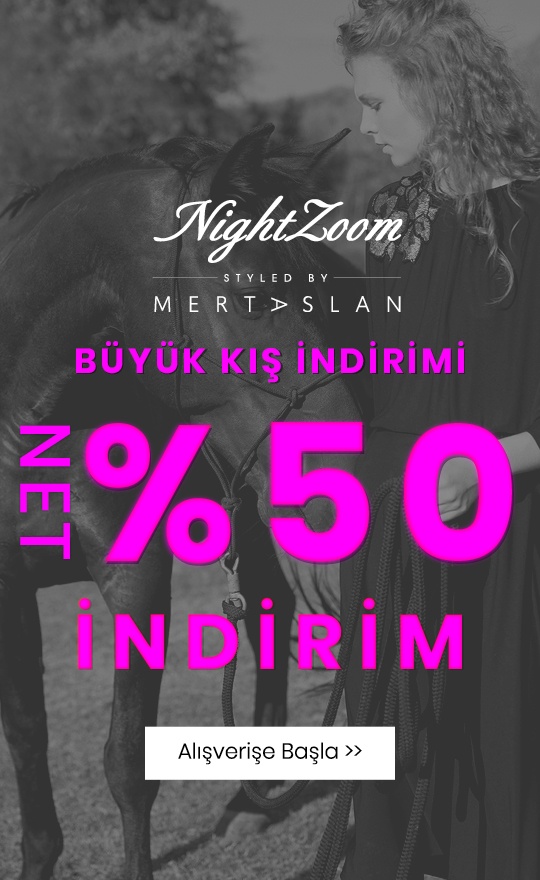 NightZoom
STYLED BY
MERTASLAN
BÜYÜK KIŞ İNDİRİMİ
NET
%50
İNDİRİM
Alışverişe Başla >>